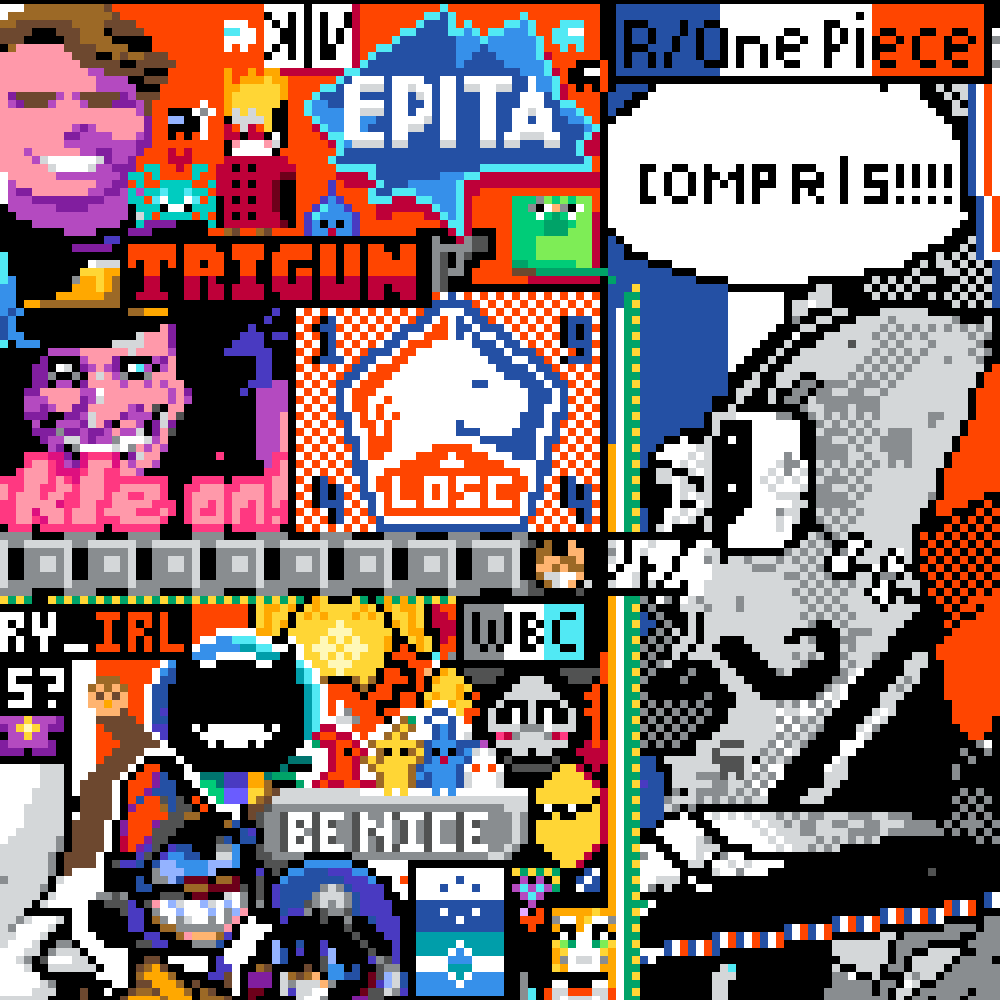 EPITA
R/One Piece
COMPRIS!!!!
TRIGUN
1 9
LOSC
4 4
kle on!
RY_IRL
WBC
S?
BE NICE